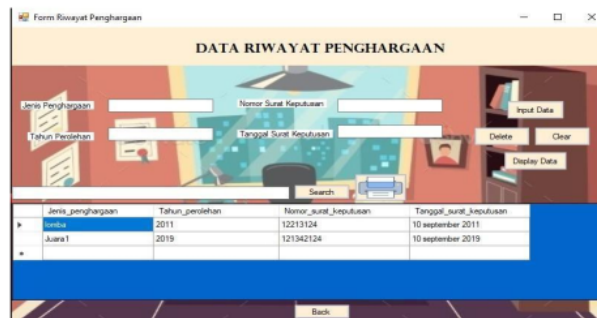 Form Riwayat Penghargaan
DATA RIWAYAT PENGHARGAAN
Jenis Penghargaan Nomor Surat Keputusan
Input Data
Tahun Perolehan Tanggal Surat Keputusan Delete Clear
Display Data
Search
Jenis_penghargaan Tahun_perolehan Nomor_surat_keputusan Tanggal_surat_keputusan
lomba 2011 12213124 10 september 2011
Juara1 2019 121342124 10 september 2019
Back